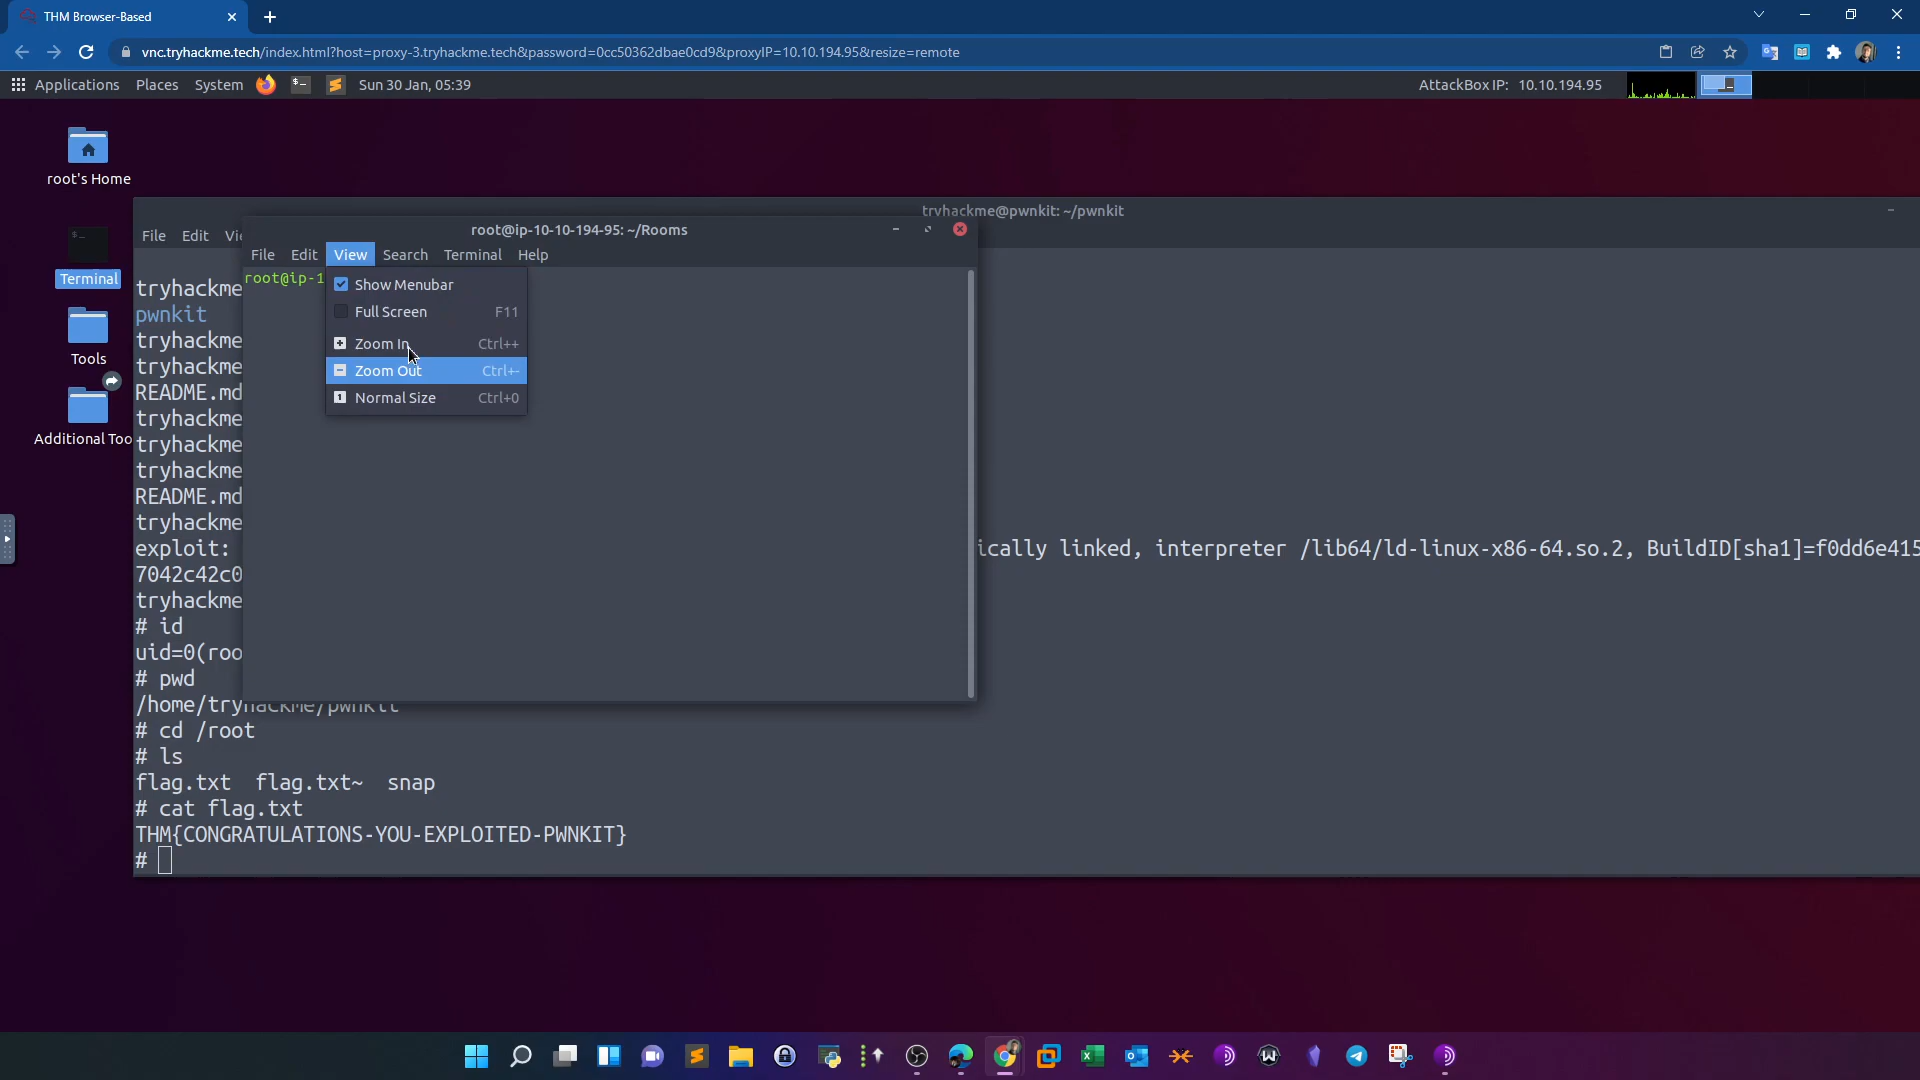 THM Browser-Based
vnc.tryhackme.tech/index.html?host=proxy-3.tryhackme.tech&password=0cc50362dbae0cd9&proxyIP=10.10.194.95&resize=remote
Applications Places System Sun 30 Jan, 05:39 AttackBox IP: 10.10.194.95
root's Home
Terminal
Tools
Additional Too
tryhackme@pwnkit: ~/pwnkit
File Edit
root@ip-10-10-194-95: ~/Rooms
File Edit View Search Terminal Help
root@ip-1
Show Menubar
Full Screen F11
Zoom In Ctrl++
Zoom Out Ctrl+-
Normal Size Ctrl+0
tryhackme
pwnkit
tryhackme
tryhackme
README.md
tryhackme
tryhackme
tryhackme
README.md
tryhackme
exploit: ically linked, interpreter /lib64/ld-linux-x86-64.so.2, BuildID[sha1]=f0dd6e415
7042c42c0
tryhackme
# id
uid=0(roo
# pwd
/home/tryhackme/pwnkit
# cd /root
# ls
flag.txt flag.txt~ snap
# cat flag.txt
THM{CONGRATULATIONS-YOU-EXPLOITED-PWNKIT}
#